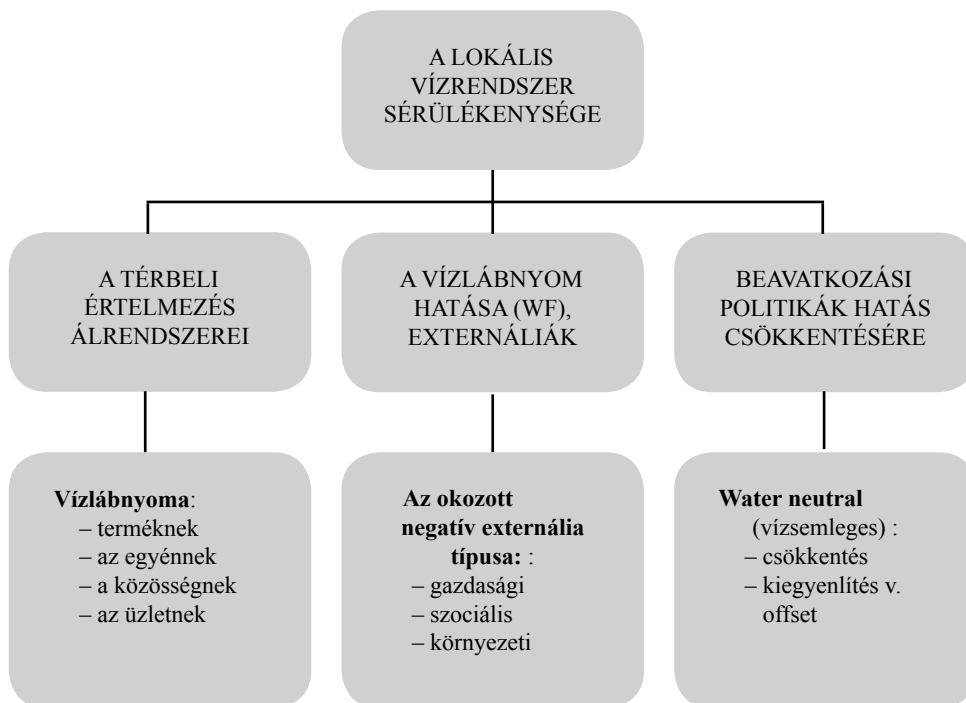 A LOKÁLIS
VÍZRENDSZER
SÉRÜLÉKENYSÉGE
A TÉRBELI
ÉRTELMEZÉS
ÁLRENDSZEREI
A VÍZLÁBNYOM
HATÁSA (WF),
EXTERNÁLIÁK
BEAVATKOZÁSI
POLITIKÁK HATÁS
CSÖKKENTÉSÉRE
Vízlábnyoma:
– terméknek
– az egyénnek
– a közösségnek
– az üzletnek
Az okozott
negatív externália
típusa: :
– gazdasági
– szociális
– környezeti
Water neutral
(vízsemleges) :
– csökkentés
– kiegyenlítés v.
offset